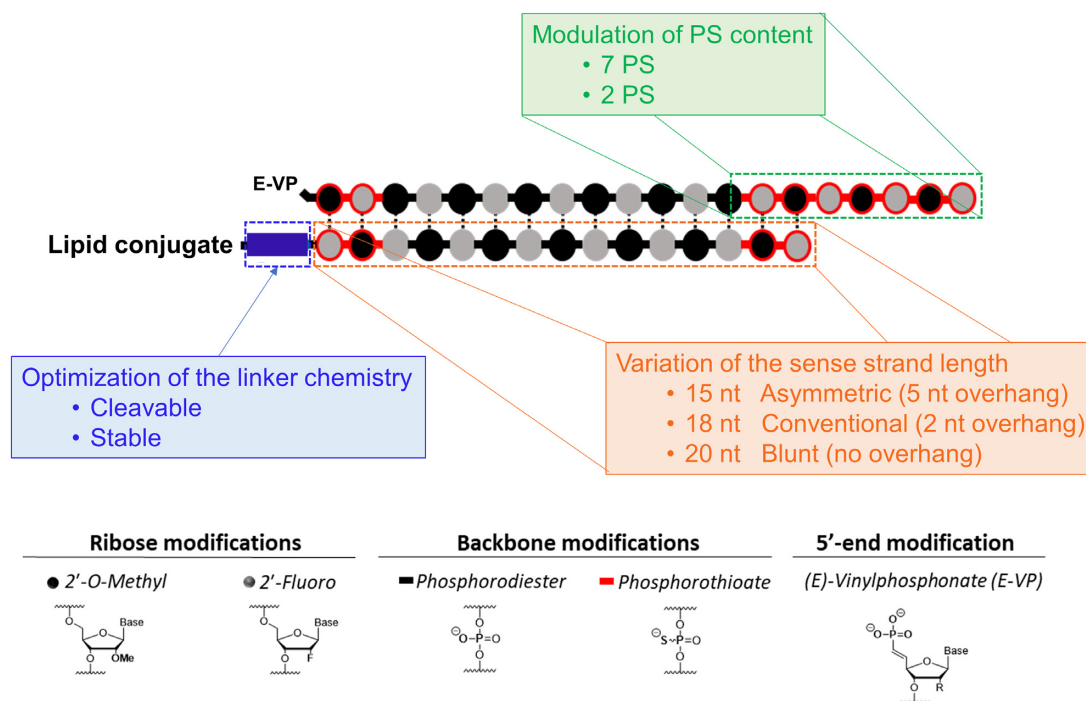 Modulation of PS content
• 7 PS
• 2 PS
E-VP
Lipid conjugate
Optimization of the linker chemistry
• Cleavable
• Stable
Variation of the sense strand length
• 15 nt Asymmetric (5 nt overhang)
• 18 nt Conventional (2 nt overhang)
• 20 nt Blunt (no overhang)
Ribose modifications
2′-O-Methyl
2′-Fluoro
Backbone modifications
Phosphorodiester
Phosphorothioate
5′-end modification
(E)-Vinylphosphonate (E-VP)
O Base
O OMe
O Base
O F
O
⊖O-P=O
O
O
⊖S-P=O
O
O⊖
⊖O-P=O
O Base
O R